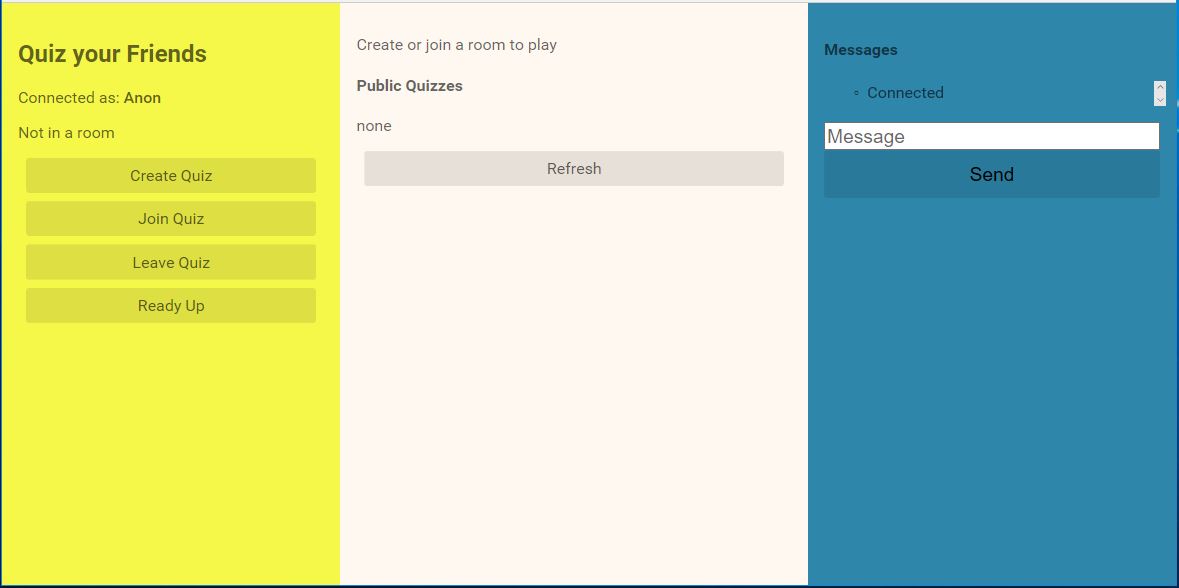 Quiz your Friends
Connected as: Anon
Not in a room
Create Quiz
Join Quiz
Leave Quiz
Ready Up
Create or join a room to play
Public Quizzes
none
Refresh
Messages
Connected
Message
Send